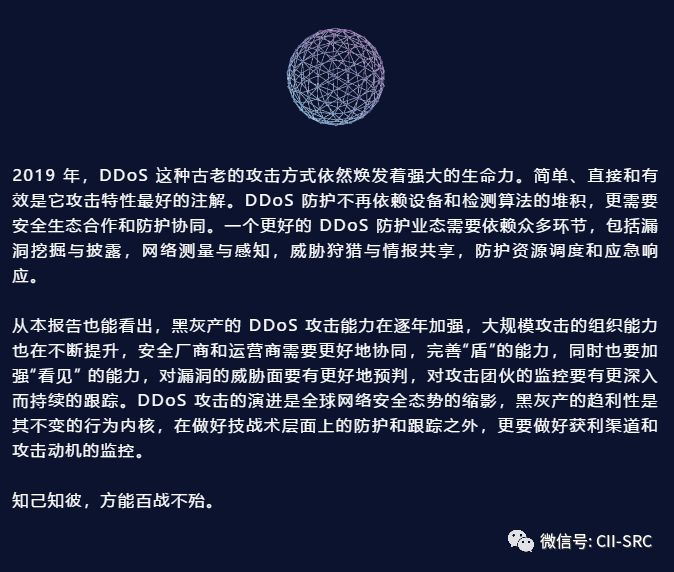 2019 年，DDoS 这种古老的攻击方式依然焕发着强大的生命力。简单、直接和有
效是它攻击特性最好的注解。DDoS 防护不再依赖设备和检测算法的堆积，更需要
安全生态合作和防护协同。一个更好的 DDoS 防护业态需要依赖众多环节，包括漏
洞挖掘与披露，网络测量与感知，威胁狩猎与情报共享，防护资源调度和应急响
应。
从本报告也能看出，黑灰产的 DDoS 攻击能力在逐年加强，大规模攻击的组织能力
也在不断提升，安全厂商和运营商需要更好地协同，完善“盾”的能力，同时也要加
强“看见” 的能力，对漏洞的威胁面要有更好地预判，对攻击团伙的监控要有更深入
而持续的跟踪。DDoS 攻击的演进是全球网络安全态势的缩影，黑灰产的趋利性是
其不变的行为内核，在做好技战术层面上的防护和跟踪之外，更要做好获利渠道和
攻击动机的监控。
知己知彼，方能百战不殆。
微信号: CII-SRC